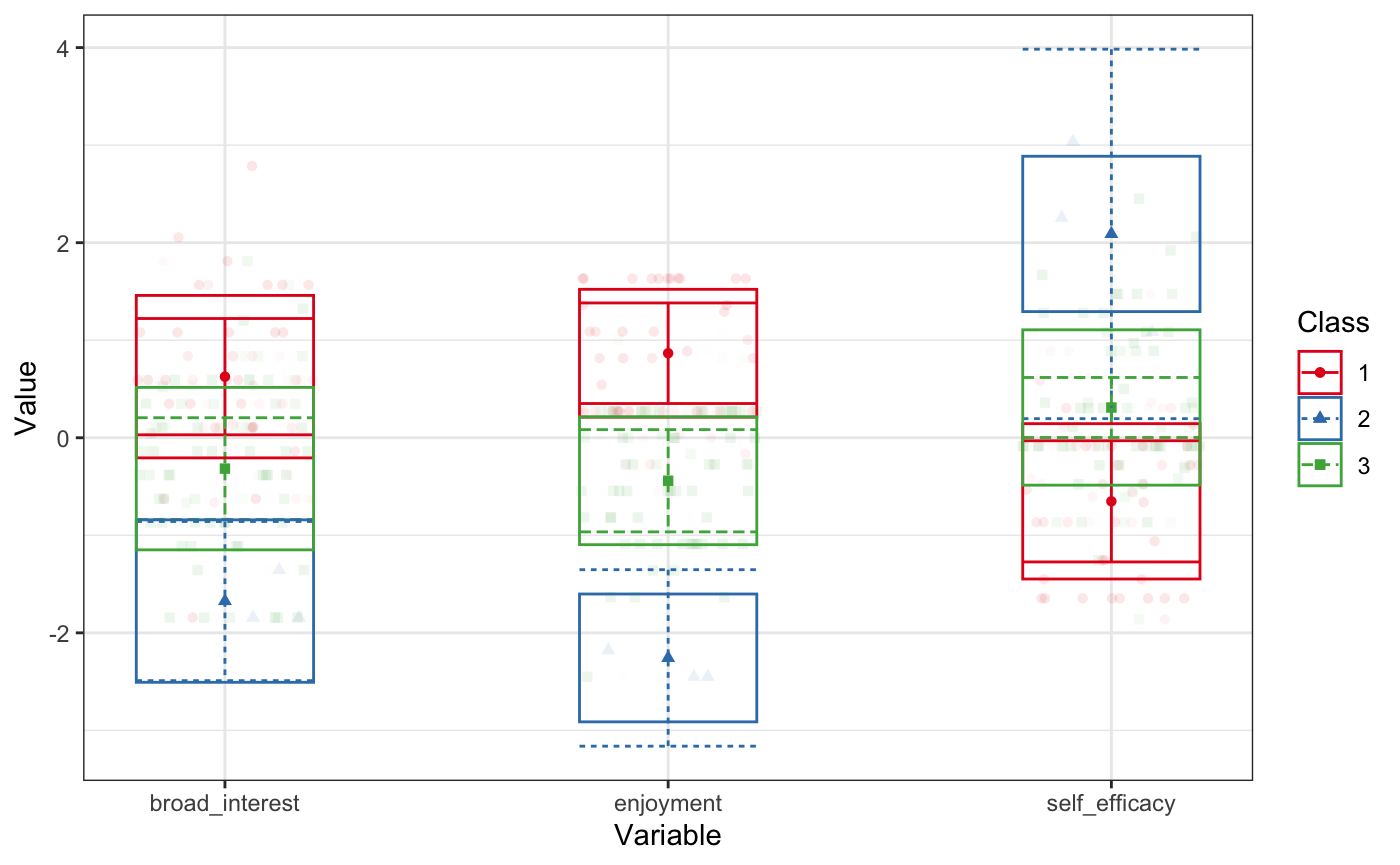 4
2
0
-2
Value
broad_interest
enjoyment
self_efficacy
Variable
Class
1
2
3